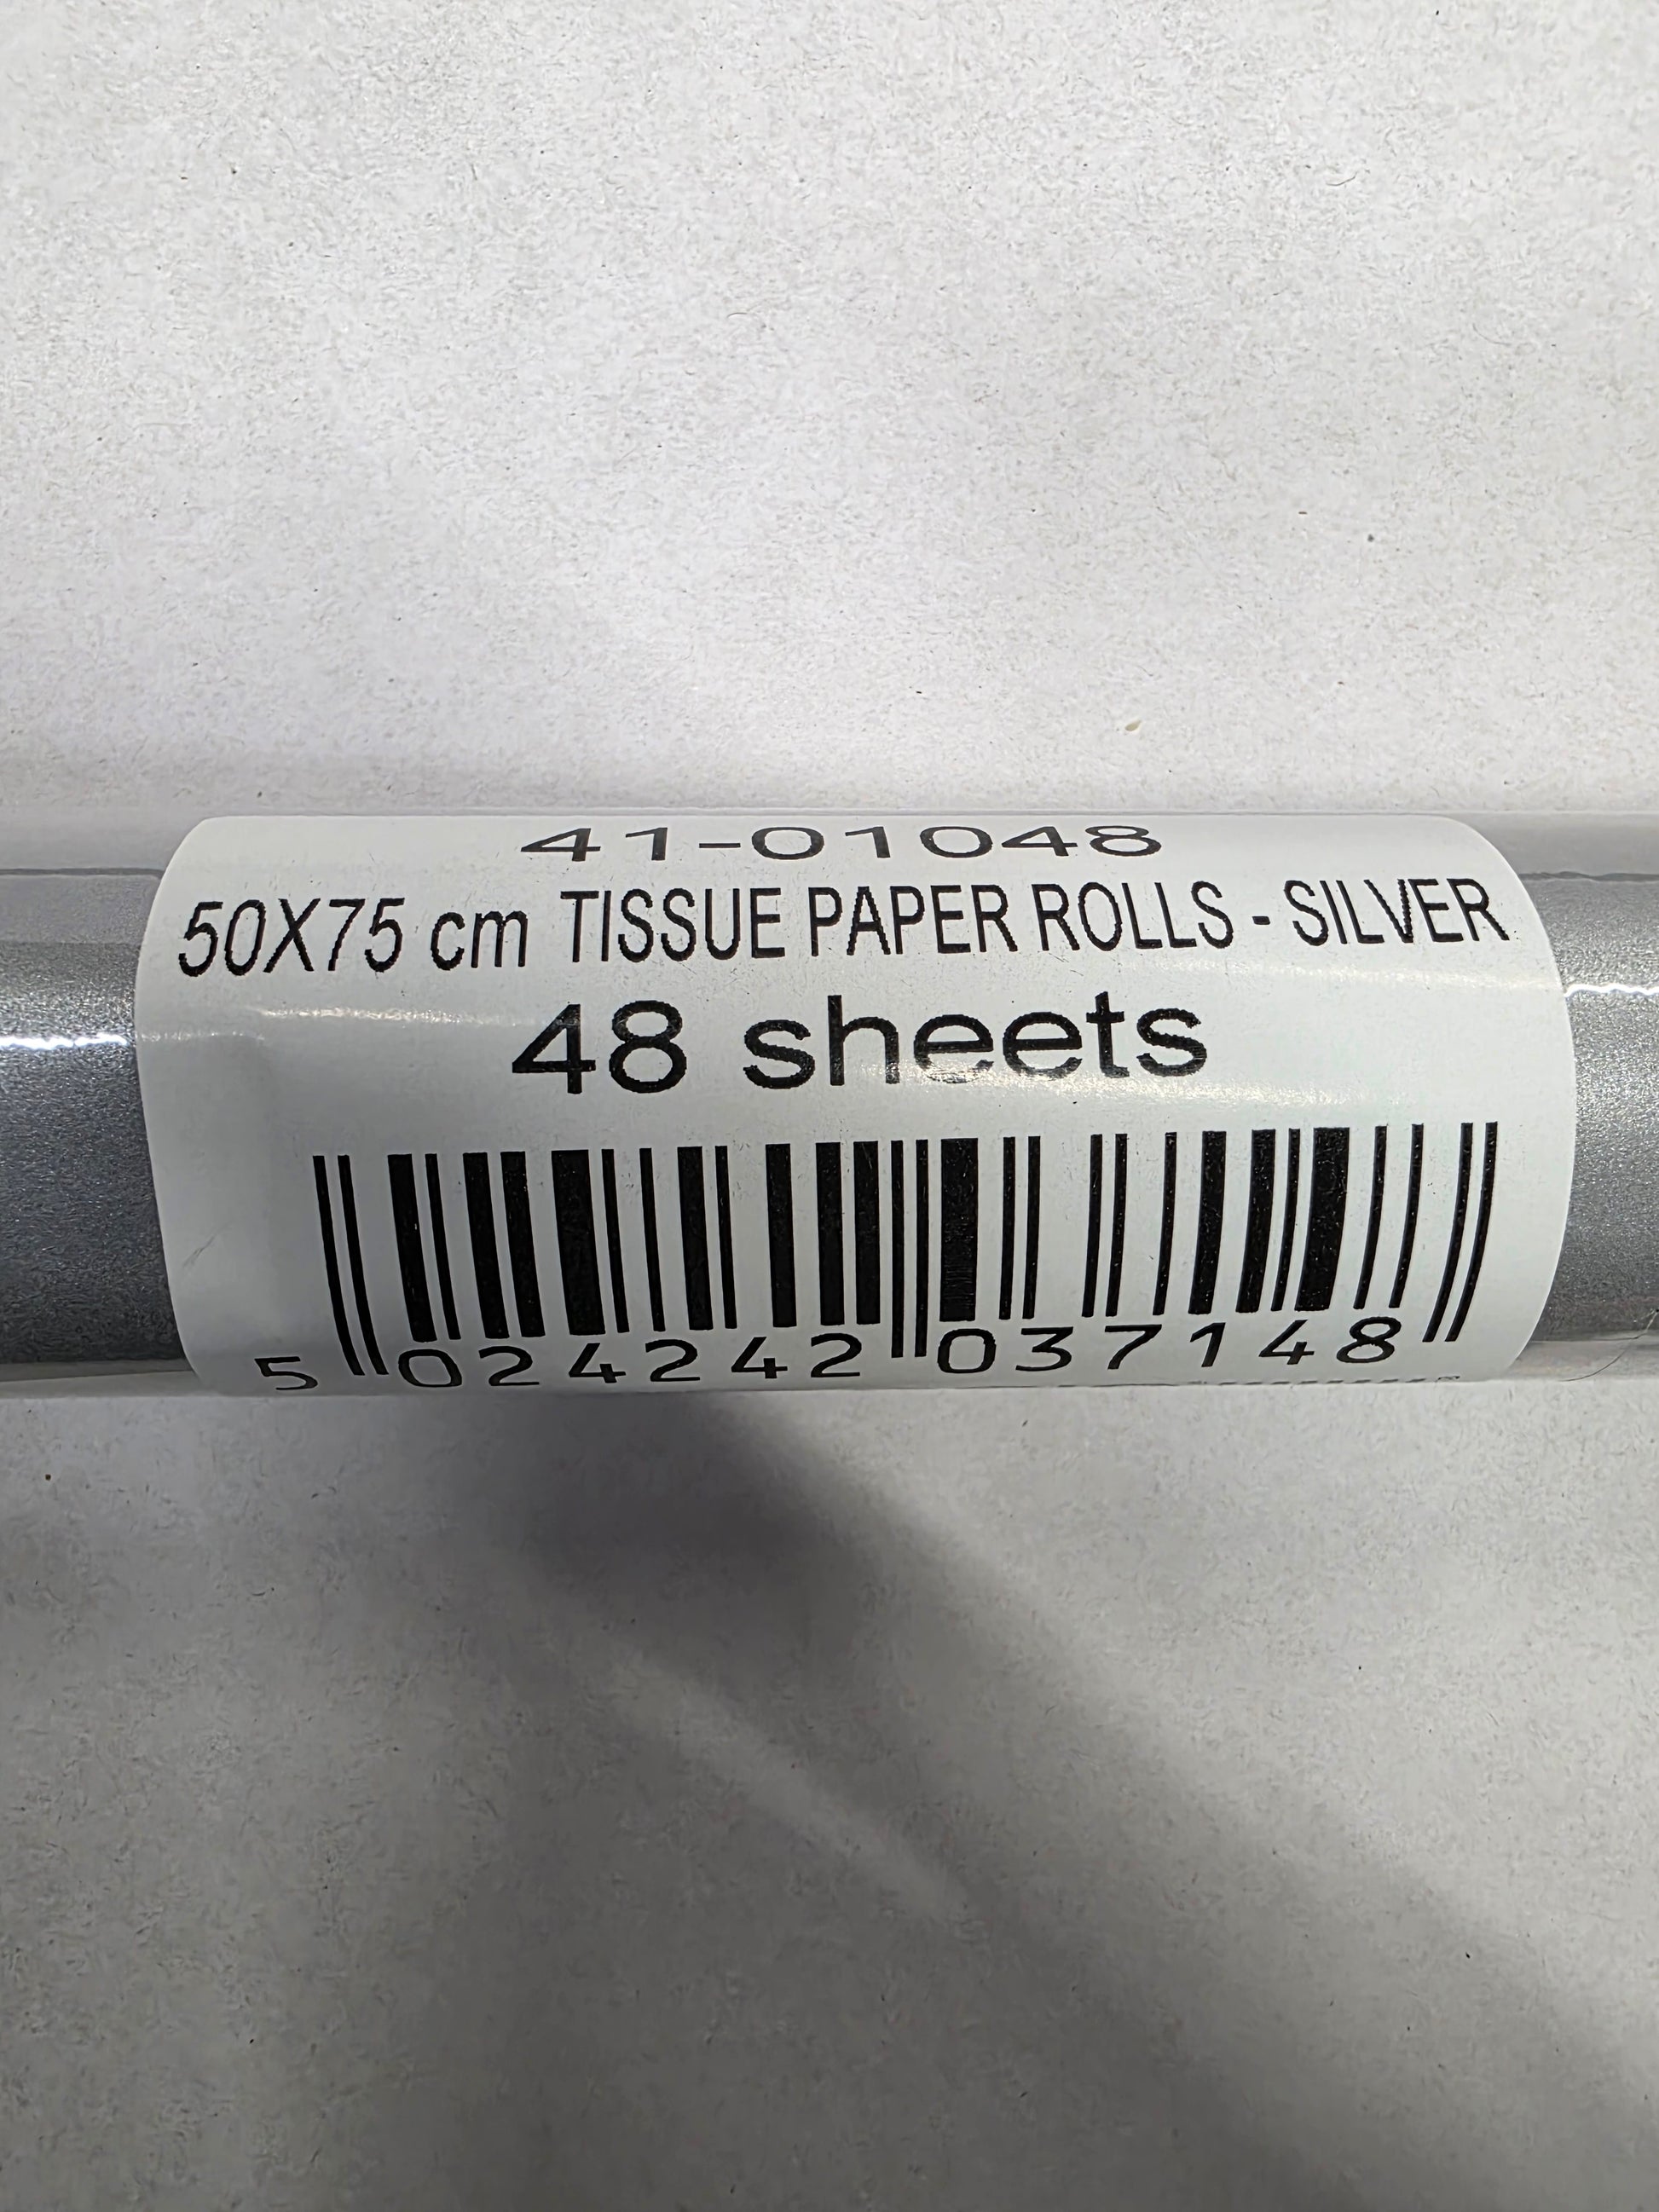 41-01048
50X75 cm TISSUE PAPER ROLLS - SILVER
48 sheets
5 024242 037148